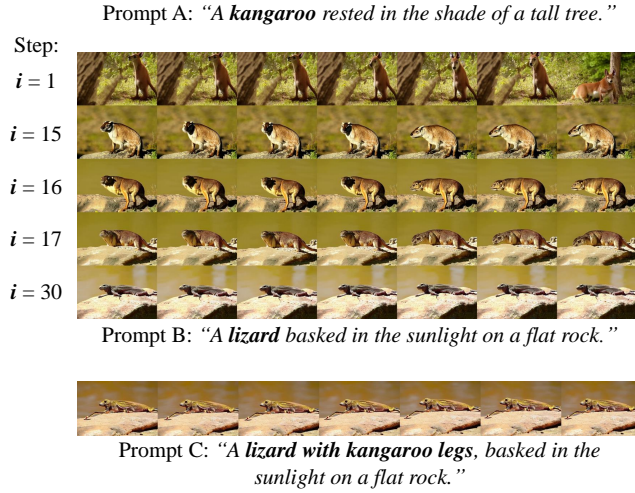 Prompt A: “A kangaroo rested in the shade of a tall tree.”
Step:
i = 1
i = 15
i = 16
i = 17
i = 30
Prompt B: “A lizard basked in the sunlight on a flat rock.”
Prompt C: “A lizard with kangaroo legs, basked in the
sunlight on a flat rock.”